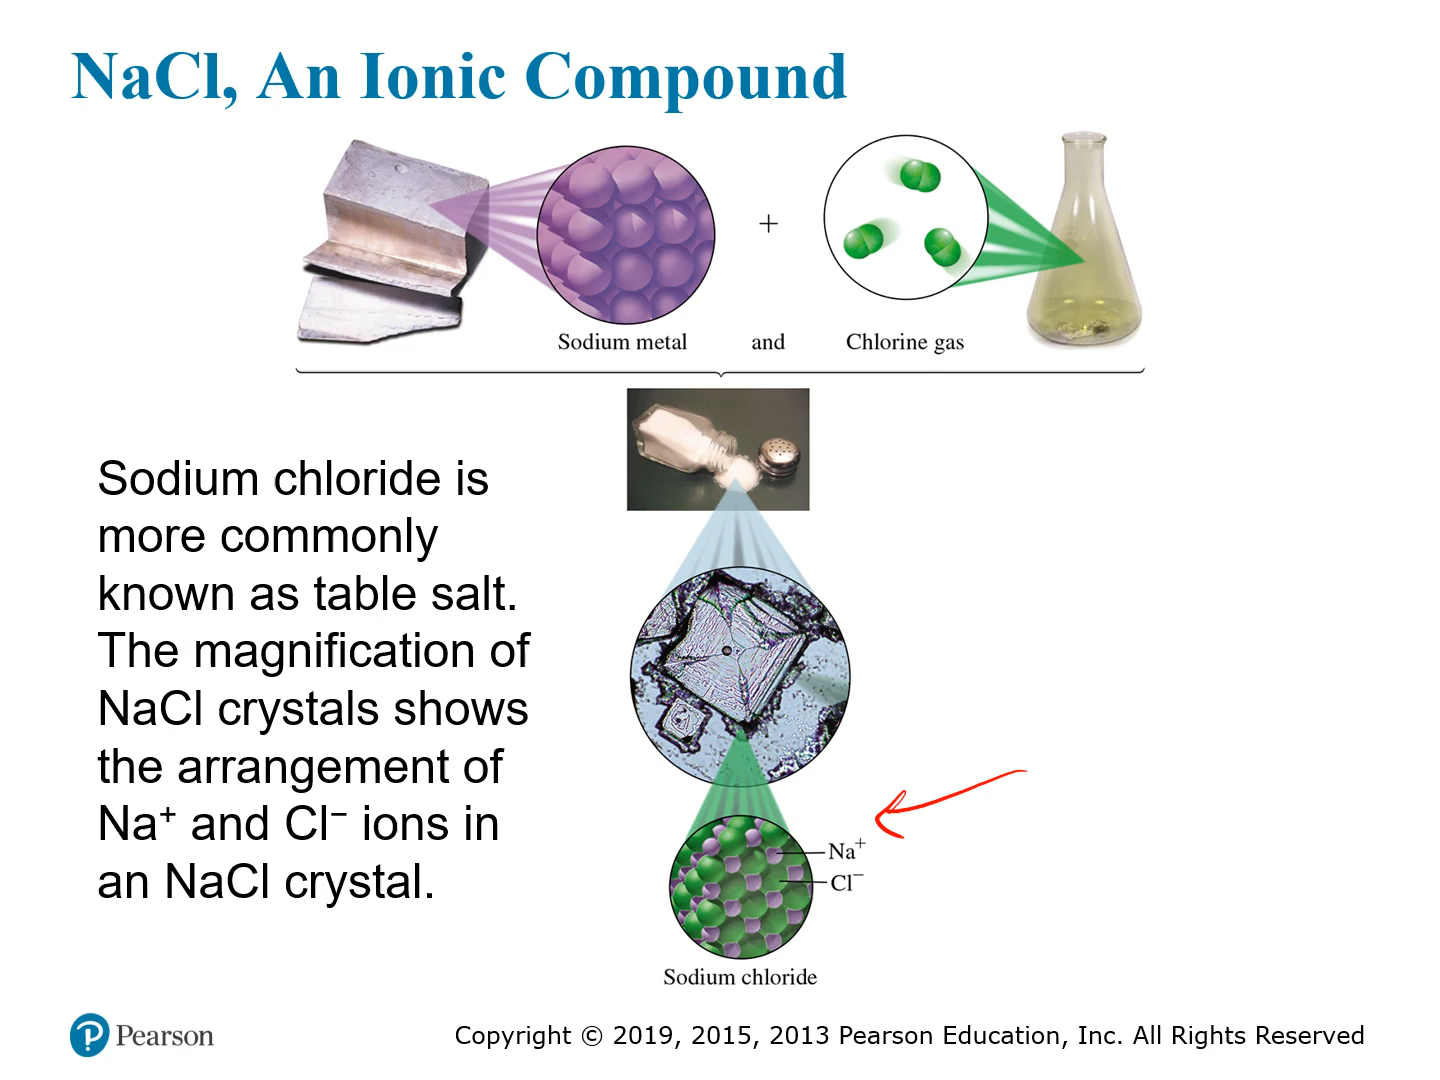 NaCl, An Ionic Compound
+
Sodium metal and Chlorine gas
Sodium chloride is
more commonly
known as table salt.
The magnification of
NaCl crystals shows
the arrangement of
Na⁺ and Cl⁻ ions in
an NaCl crystal.
Na⁺
Cl⁻
Sodium chloride
P Pearson
Copyright © 2019, 2015, 2013 Pearson Education, Inc. All Rights Reserved